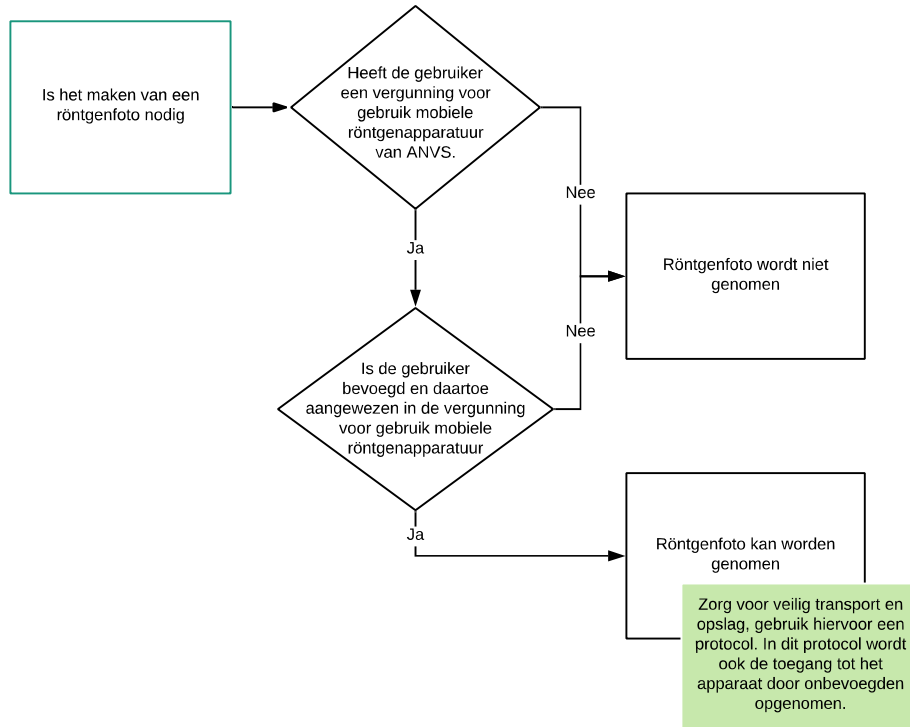 Is het maken van een
röntgenfoto nodig
Heeft de gebruiker
een vergunning voor
gebruik mobiele
röntgenapparatuur
van ANVS.
Nee
Ja
Röntgenfoto wordt niet
genomen
Nee
Is de gebruiker
bevoegd en daartoe
aangewezen in de vergunning
voor gebruik mobiele
röntgenapparatuur
Ja
Röntgenfoto kan worden
genomen
Zorg voor veilig transport en
opslag, gebruik hiervoor een
protocol. In dit protocol wordt
ook de toegang tot het
apparaat door onbevoegden
opgenomen.